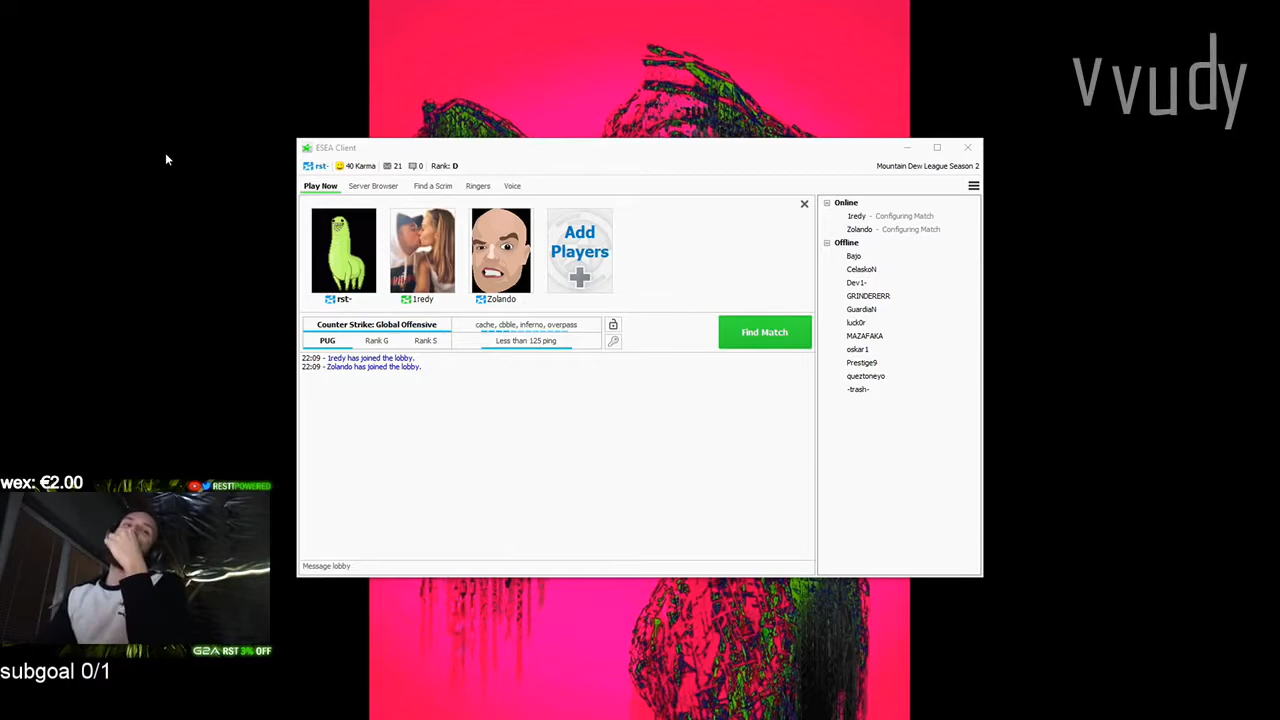 vvudy
ESEA Client
rst- 40 Karma 21 0 Rank: D
Mountain Dew League Season 2
Play Now Server Browser Find a Scrim Ringers Voice
Add
Players
rst- 1redy Zolando
Counter Strike: Global Offensive
cache, cbble, inferno, overpass
PUG Rank G Rank S
Less than 125 ping
Find Match
22:09 - 1redy has joined the lobby.
22:09 - Zolando has joined the lobby.
Message lobby
Online
1redy - Configuring Match
Zolando - Configuring Match
Offline
Bajo
CelaskoN
Dev1-
GRINDERERR
GuardiaN
luck0r
MAZAFAKA
oskar1
Prestige9
queztoneyo
-trash-
wex: €2.00
RESTTPOWERED
G2A RST 3% OFF
subgoal 0/1